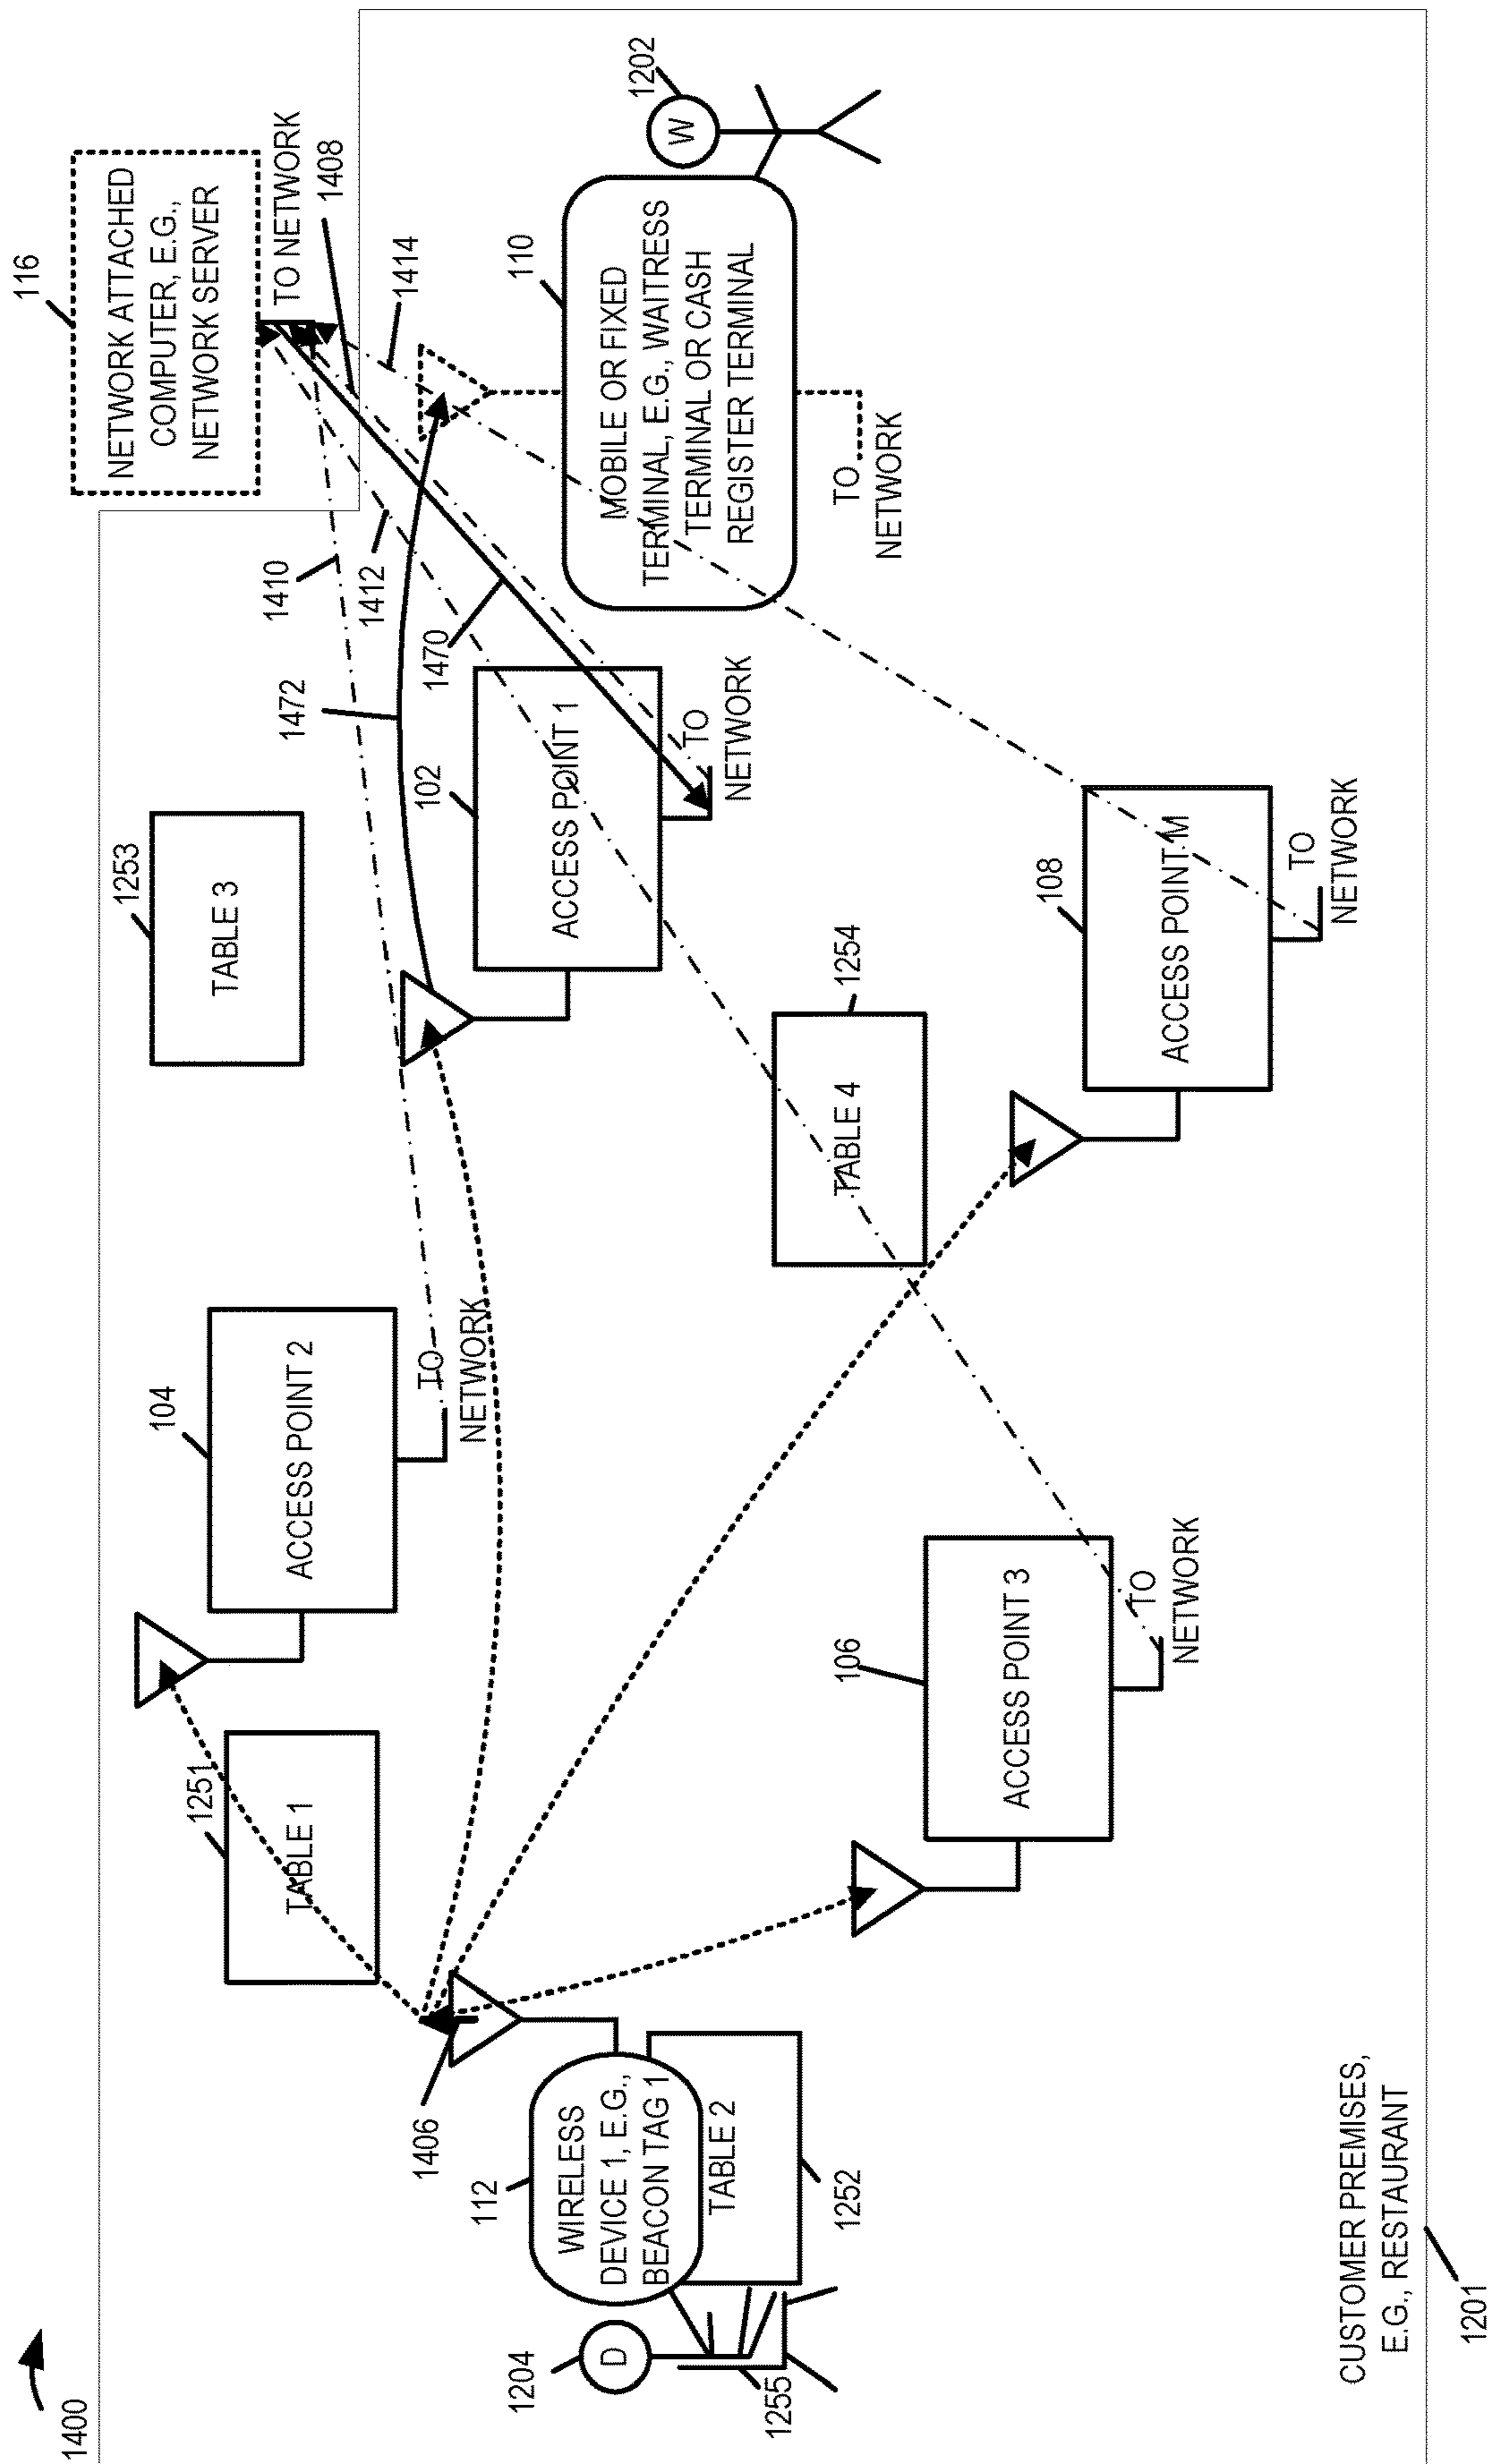 1400
116
NETWORK ATTACHED
COMPUTER, E.G.,
NETWORK SERVER
TO NETWORK
1408
1410
1412
1414
1253
TABLE 3
1472
1470
104
ACCESS POINT 2
TO
NETWORK
1251
TABLE 1
102
ACCESS POINT 1
TO
NETWORK
110
MOBILE OR FIXED
TERMINAL, E.G., WAITRESS
TERMINAL OR CASH
REGISTER TERMINAL
TO
NETWORK
1202
W
1406
112
WIRELESS
DEVICE 1, E.G.,
BEACON TAG 1
TABLE 2
1252
1204
D
1255
1254
TABLE 4
106
ACCESS POINT 3
TO
NETWORK
108
ACCESS POINT M
TO
NETWORK
CUSTOMER PREMISES,
E.G., RESTAURANT
1201